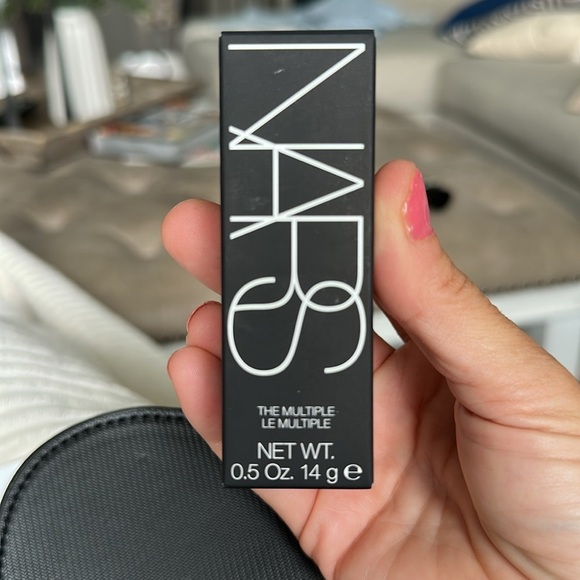 NARS
THE MULTIPLE
LE MULTIPLE
NET WT.
0.5 Oz. 14 g ℮